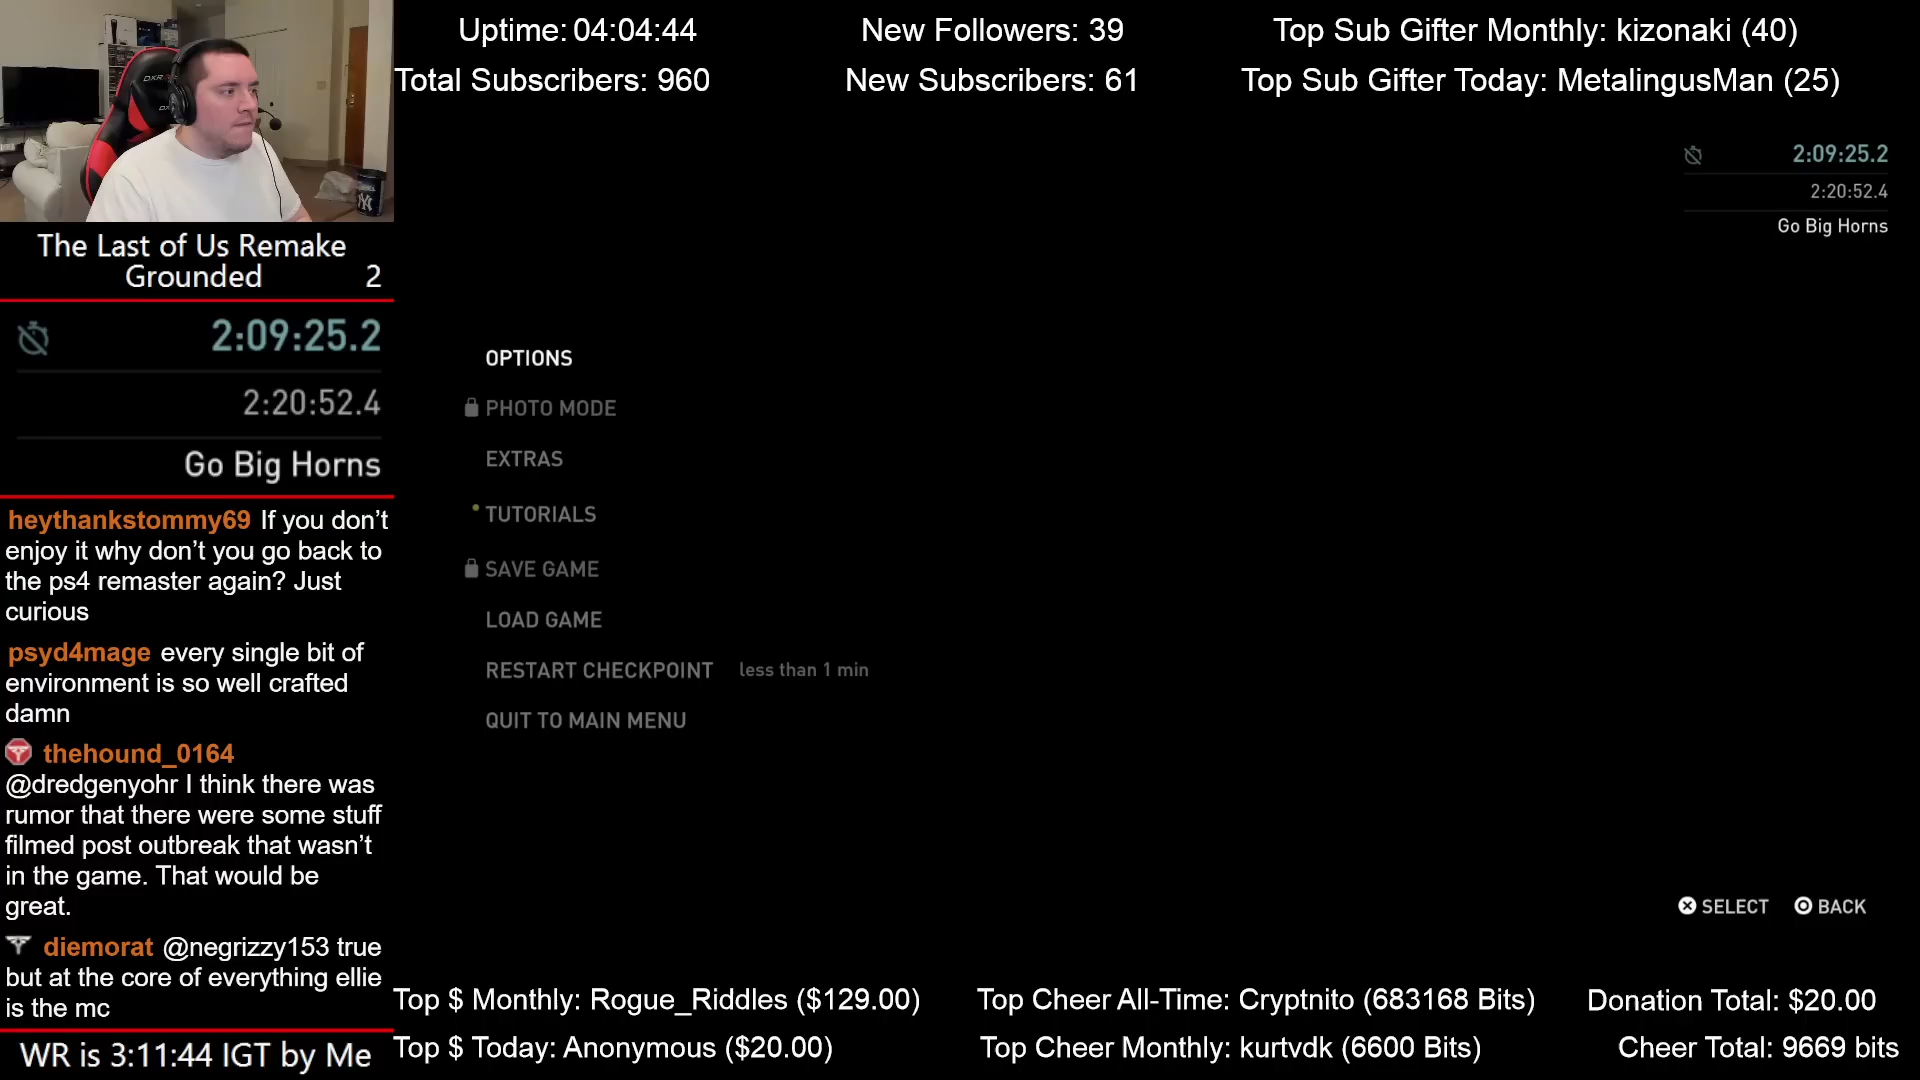 Uptime: 04:04:44
New Followers: 39
Top Sub Gifter Monthly: kizonaki (40)
Total Subscribers: 960
New Subscribers: 61
Top Sub Gifter Today: MetalingusMan (25)
2:09:25.2
2:20:52.4
Go Big Horns
The Last of Us Remake
Grounded 2
2:09:25.2
2:20:52.4
Go Big Horns
OPTIONS
PHOTO MODE
EXTRAS
TUTORIALS
SAVE GAME
LOAD GAME
RESTART CHECKPOINT less than 1 min
QUIT TO MAIN MENU
SELECT BACK
heythankstommy69 If you don’t
enjoy it why don’t you go back to
the ps4 remaster again? Just
curious
psyd4mage every single bit of
environment is so well crafted
damn
thehound_0164
@dredgenyohr I think there was
rumor that there were some stuff
filmed post outbreak that wasn’t
in the game. That would be
great.
diemorat @negrizzy153 true
but at the core of everything ellie
is the mc
WR is 3:11:44 IGT by Me
Top $ Monthly: Rogue_Riddles ($129.00)
Top Cheer All-Time: Cryptnito (683168 Bits)
Donation Total: $20.00
Top $ Today: Anonymous ($20.00)
Top Cheer Monthly: kurtvdk (6600 Bits)
Cheer Total: 9669 bits